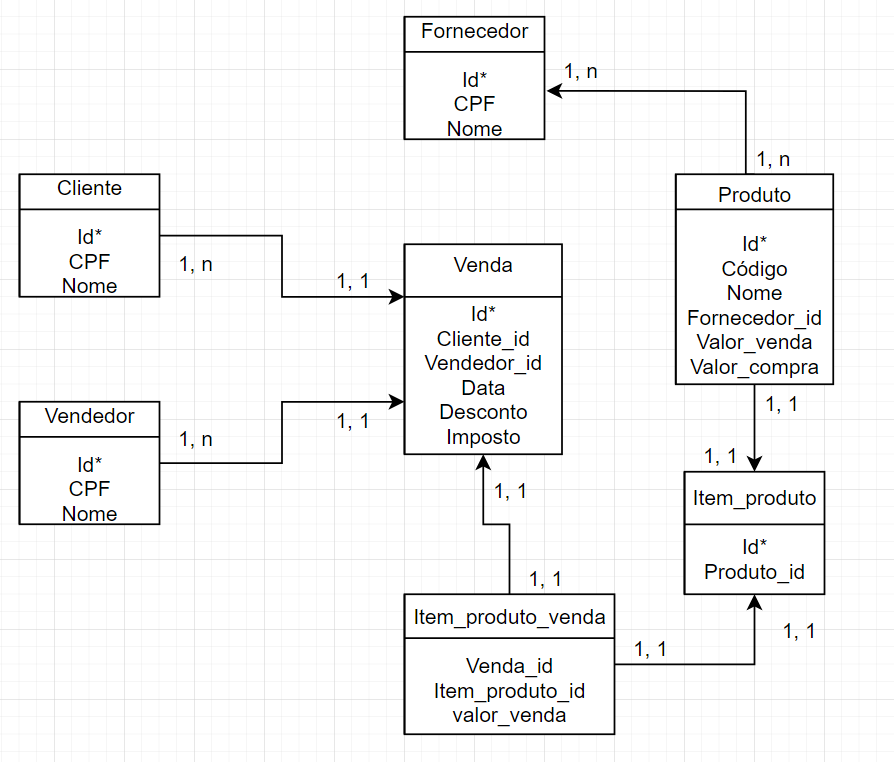 Fornecedor
Id*
CPF
Nome
1, n
1, n
Produto
Id*
Código
Nome
Fornecedor_id
Valor_venda
Valor_compra
Cliente
Id*
CPF
Nome
1, n
1, 1
Venda
Id*
Cliente_id
Vendedor_id
Data
Desconto
Imposto
Vendedor
Id*
CPF
Nome
1, n
1, 1
1, 1
1, 1
Item_produto
Id*
Produto_id
1, 1
1, 1
Item_produto_venda
Venda_id
Item_produto_id
valor_venda
1, 1
1, 1